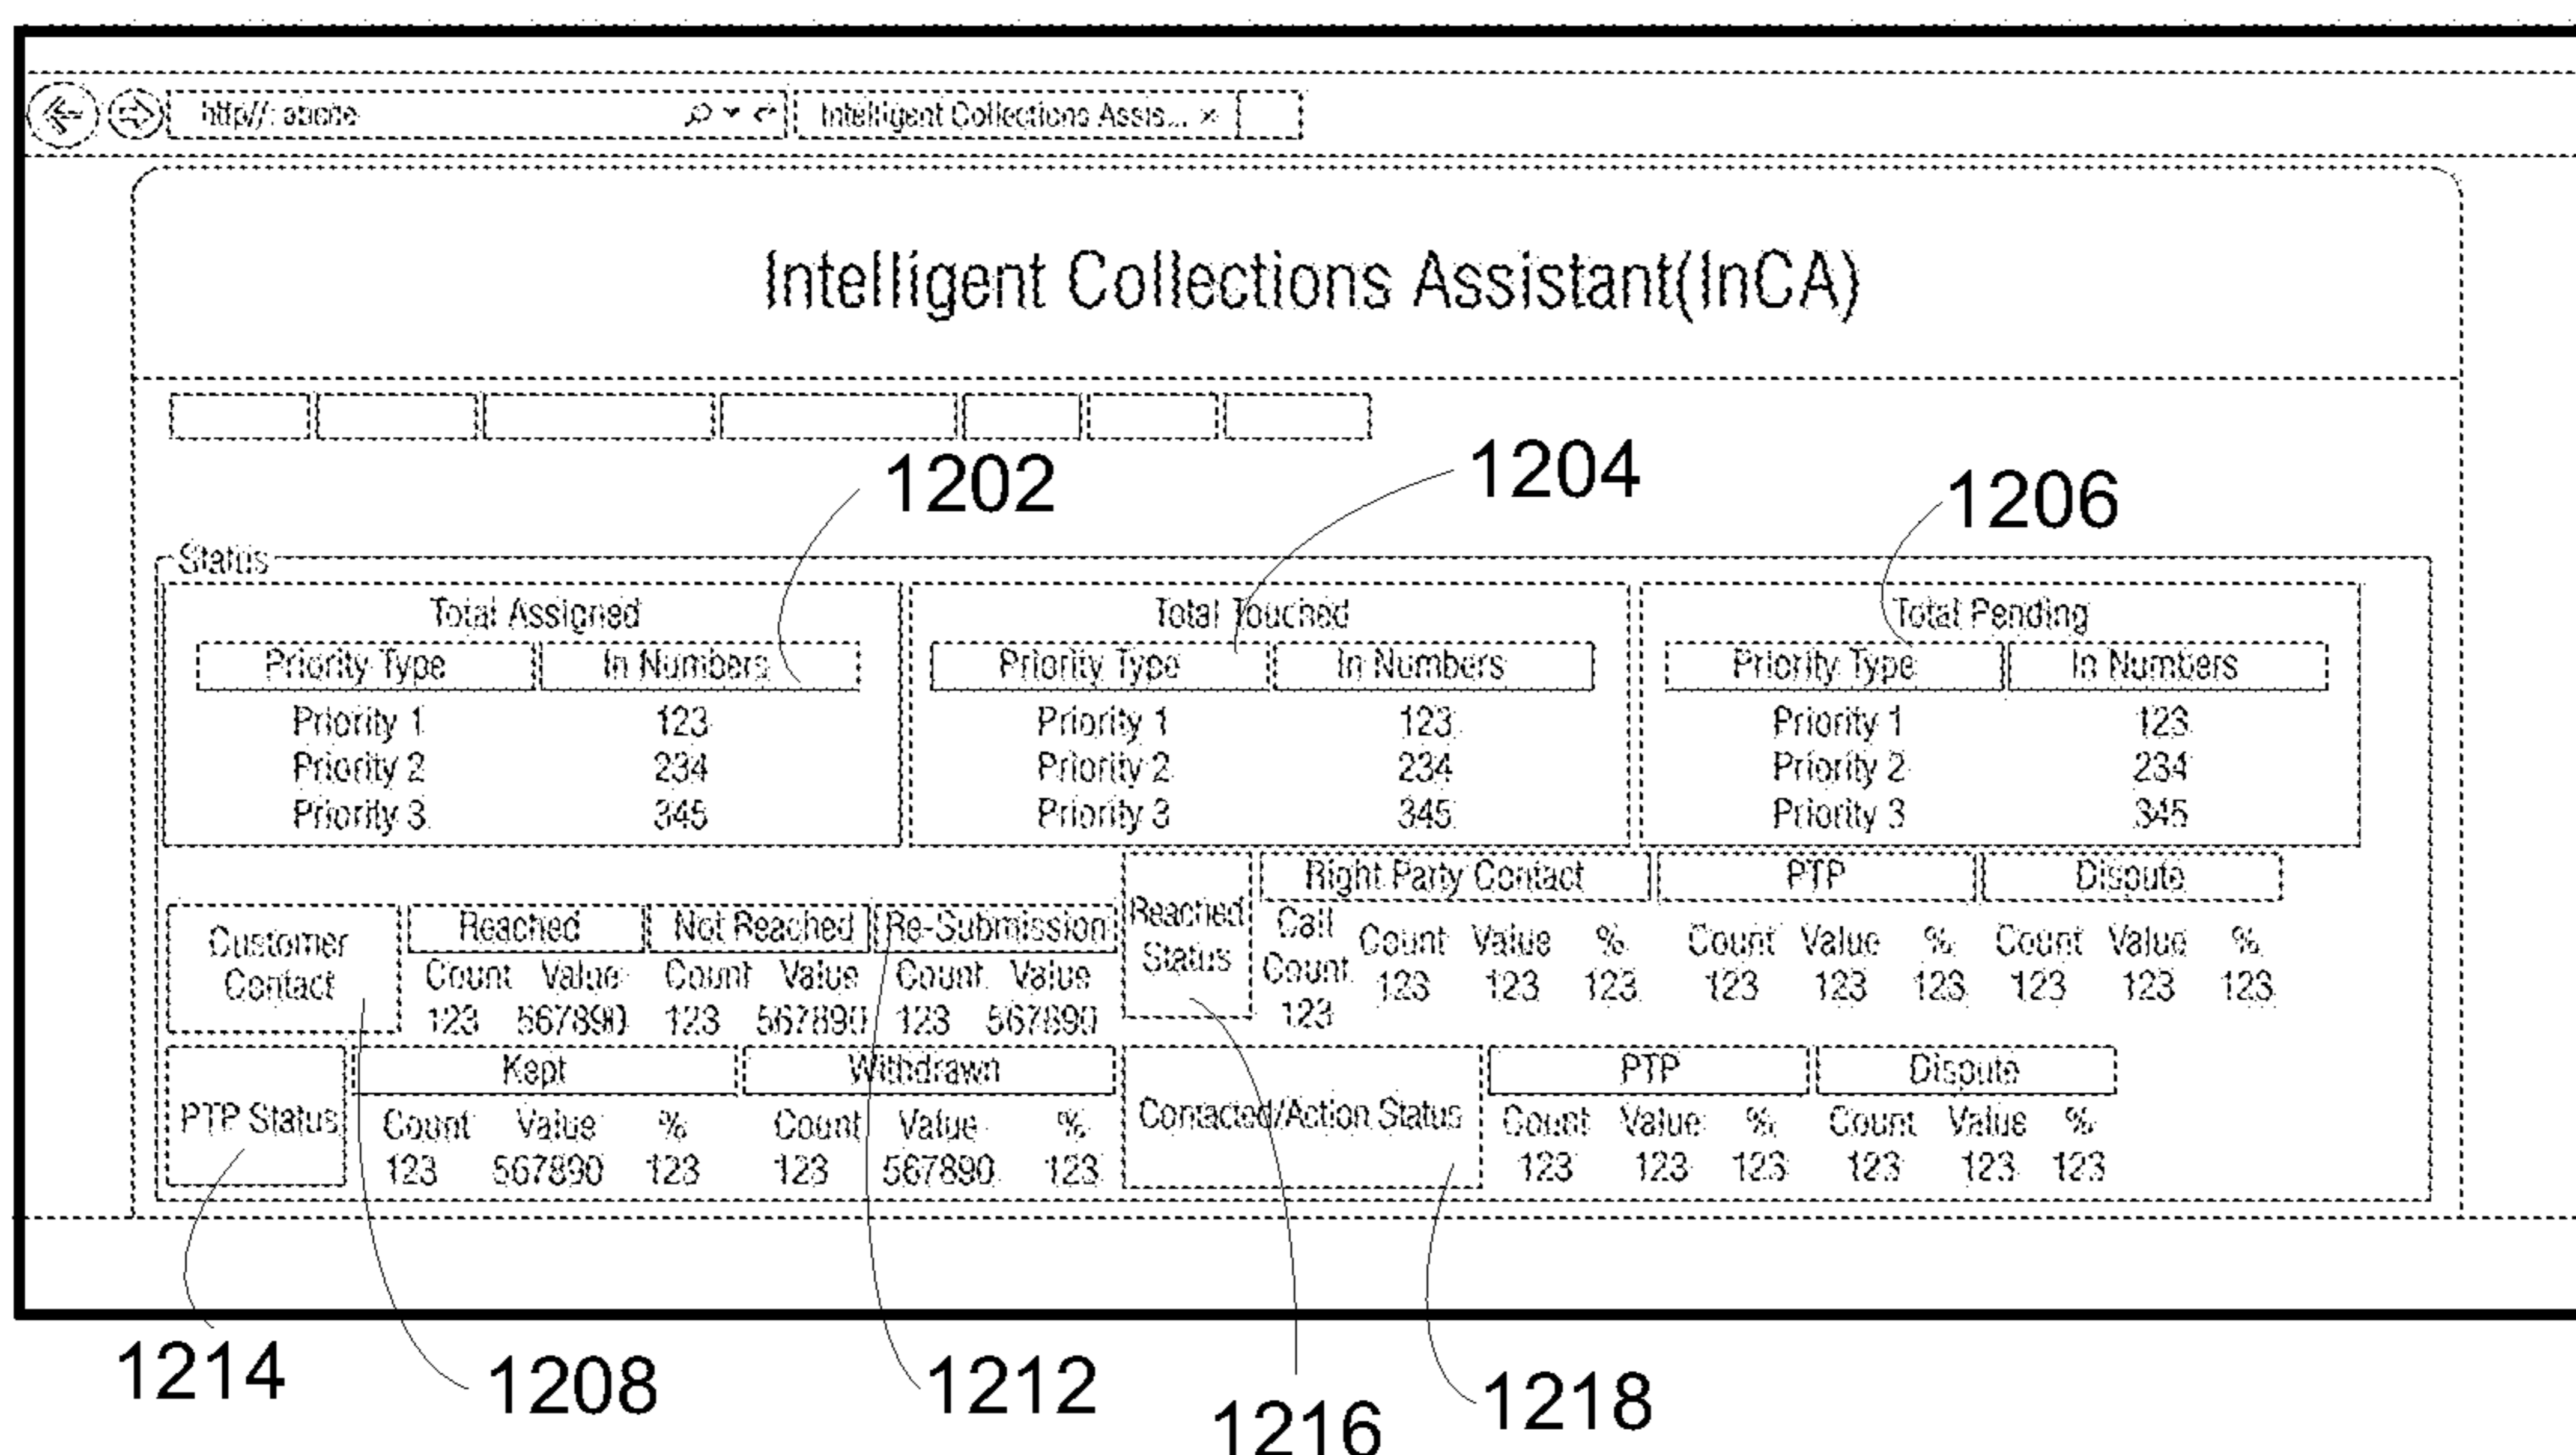 http//: abcde Intelligent Collections Assis... ×
Intelligent Collections Assistant(InCA)
1202 1204 1206
Status
Total Assigned Total Touched Total Pending
Priority Type In Numbers Priority Type In Numbers Priority Type In Numbers
Priority 1 123 Priority 1 123 Priority 1 123
Priority 2 234 Priority 2 234 Priority 2 234
Priority 3 345 Priority 3 345 Priority 3 345
Customer
Contact
Reached Not Reached Re-Submission
Count Value Count Value Count Value
123 567890 123 567890 123 567890
Reached
Status
Right Party Contact PTP Dispute
Call
Count
123
Count Value % Count Value % Count Value %
123 123 123 123 123 123 123 123 123
PTP Status
Kept Withdrawn
Count Value % Count Value %
123 567890 123 123 567890 123
Contacted/Action Status
PTP Dispute
Count Value % Count Value %
123 123 123 123 123 123
1214 1208 1212 1216 1218